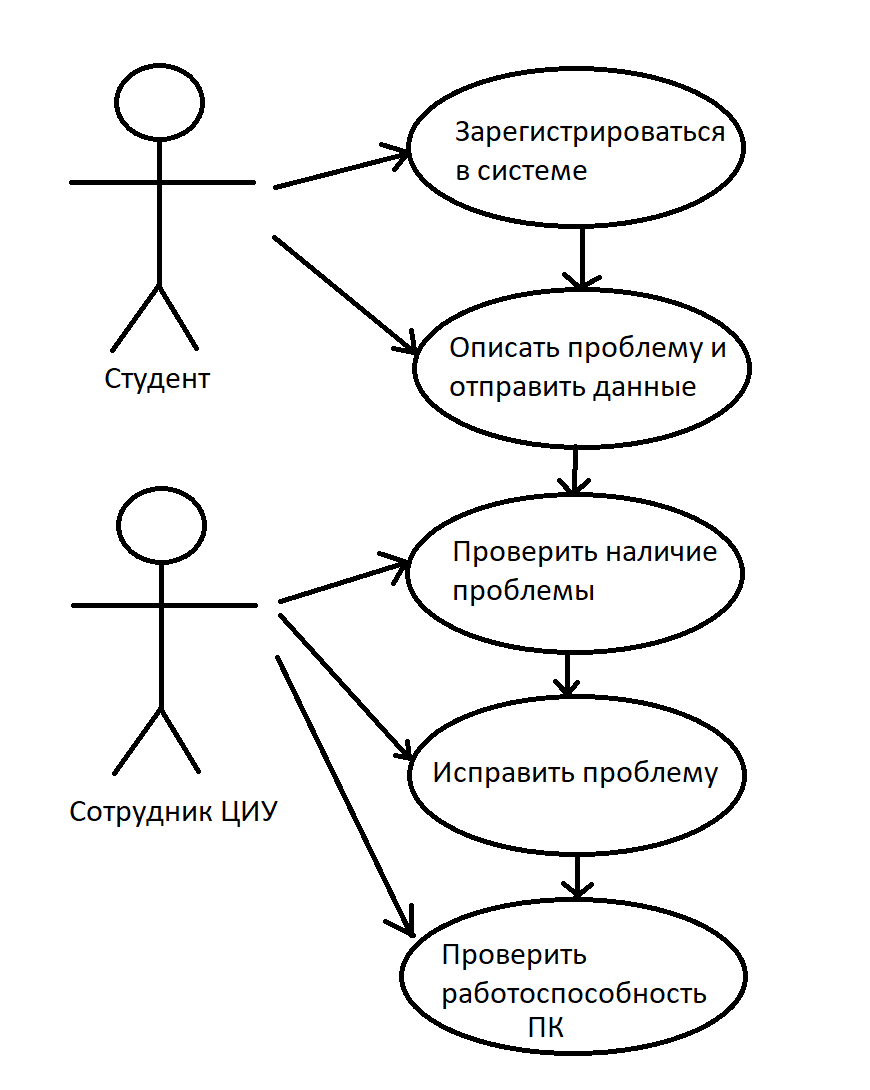 Зарегистрироваться
в системе
Описать проблему и
отправить данные
Студент
Проверить наличие
проблемы
Исправить проблему
Сотрудник ЦИУ
Проверить
работоспособность
ПК